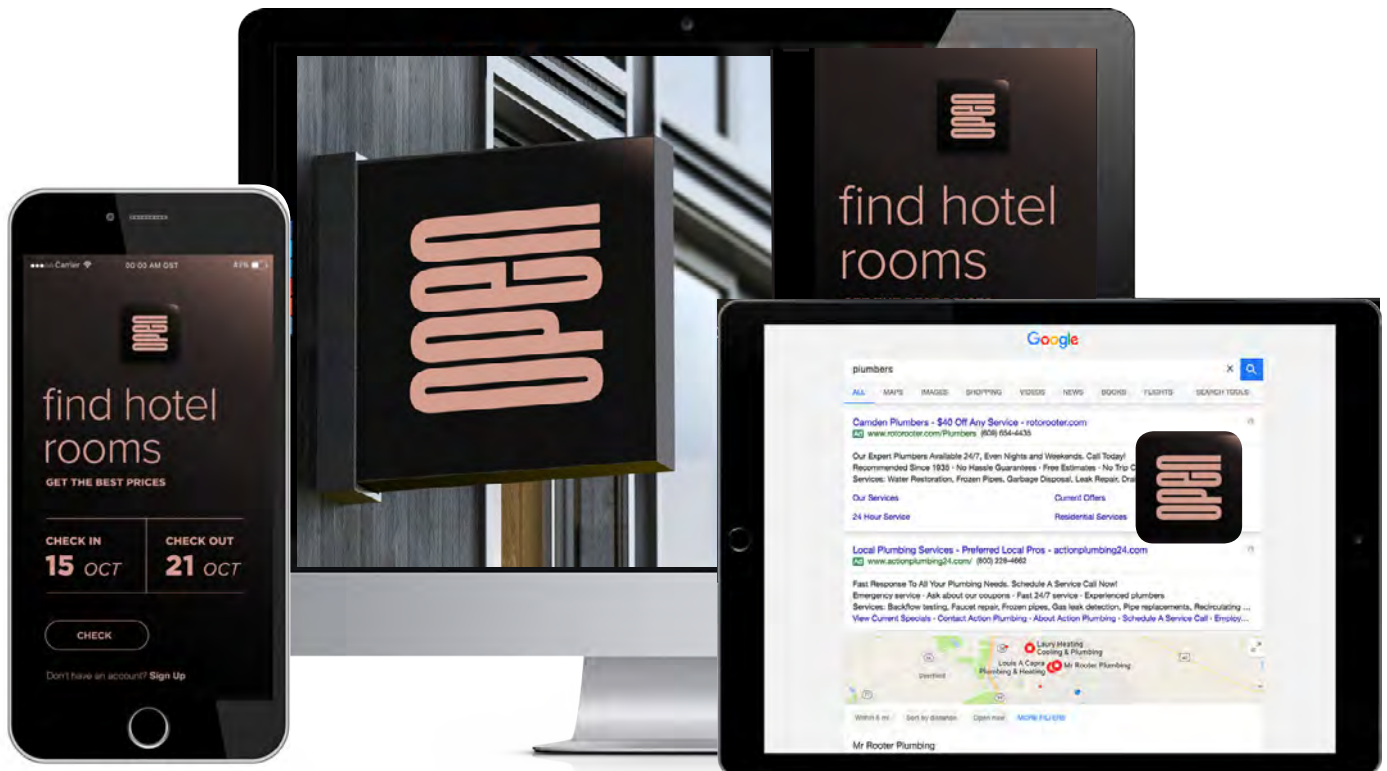 ●●●○○ Carrier
00:00 AM OST
open
find hotel
rooms
GET THE BEST PRICES
CHECK IN
15 OCT
CHECK OUT
21 OCT
CHECK
Don't have an account? Sign Up
open
open
find hotel
rooms
Google
plumbers
ALL MAPS IMAGES SHOPPING VIDEOS NEWS BOOKS FLIGHTS SEARCH TOOLS
Camden Plumbers - $40 Off Any Service - rotorooter.com
Ad www.rotorooter.com/Plumbers (609) 654-4435
Our Expert Plumbers Available 24/7, Even Nights and Weekends. Call Today!
Recommended Since 1935 · No Hassle Guarantees · Free Estimates · No Trip
Services: Water Restoration, Frozen Pipes, Garbage Disposal, Leak Repair,
Our Services Current Offers
24 Hour Service Residential Services
open
Local Plumbing Services - Preferred Local Pros - actionplumbing24.com
Ad www.actionplumbing24.com/ (800) 228-4662
Fast Response To All Your Plumbing Needs. Schedule A Service Call Now!
Emergency service · Ask about our coupons · Fast 24/7 service · Experienced plumbers
Services: Backflow testing, Faucet repair, Frozen pipes, Gas leak detection, Pipe replacements, Recirculating ...
View Current Specials - Contact Action Plumbing - About Action Plumbing - Schedule A Service Call - Employ...
Laury Heating
Cooling & Plumbing
Louis A Capra
Plumbing & Heating
Mr Rooter Plumbing
Deerfield
Within 6 mi Sort by distance Open now MORE FILTERS
Mr Rooter Plumbing